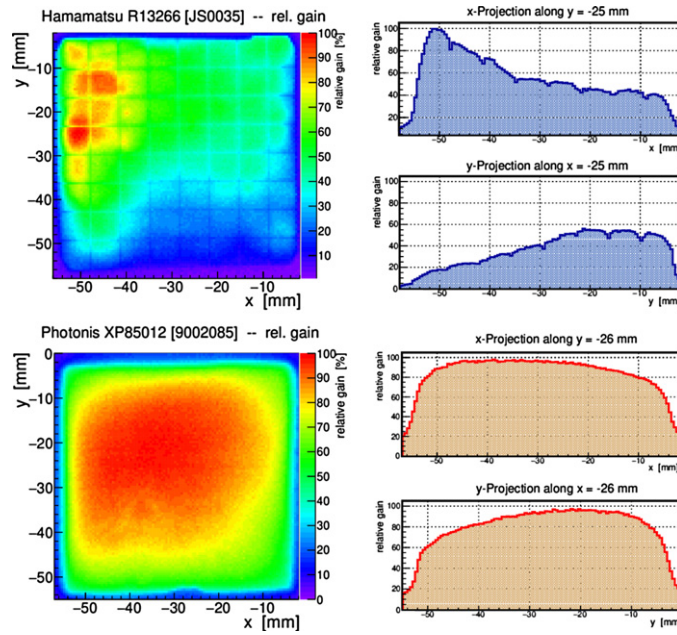 Hamamatsu R13266 [JS0035] -- rel. gain
y [mm]
−10
−20
−30
−40
−50
−50 −40 −30 −20 −10
x [mm]
100
90
80
70
60
50
40
30
20
10
relative gain [%]
x-Projection along y = -25 mm
relative gain
100
80
60
40
20
−50 −40 −30 −20 −10
x [mm]
y-Projection along x = -25 mm
relative gain
100
80
60
40
20
−50 −40 −30 −20 −10
y [mm]
Photonis XP85012 [9002085] -- rel. gain
y [mm]
0
−10
−20
−30
−40
−50
−50 −40 −30 −20 −10
x [mm]
100
90
80
70
60
50
40
30
20
10
0
relative gain [%]
x-Projection along y = -26 mm
relative gain
100
80
60
40
20
0
−50 −40 −30 −20 −10
x [mm]
y-Projection along x = -26 mm
relative gain
100
80
60
40
20
0
−50 −40 −30 −20 −10
y [mm]